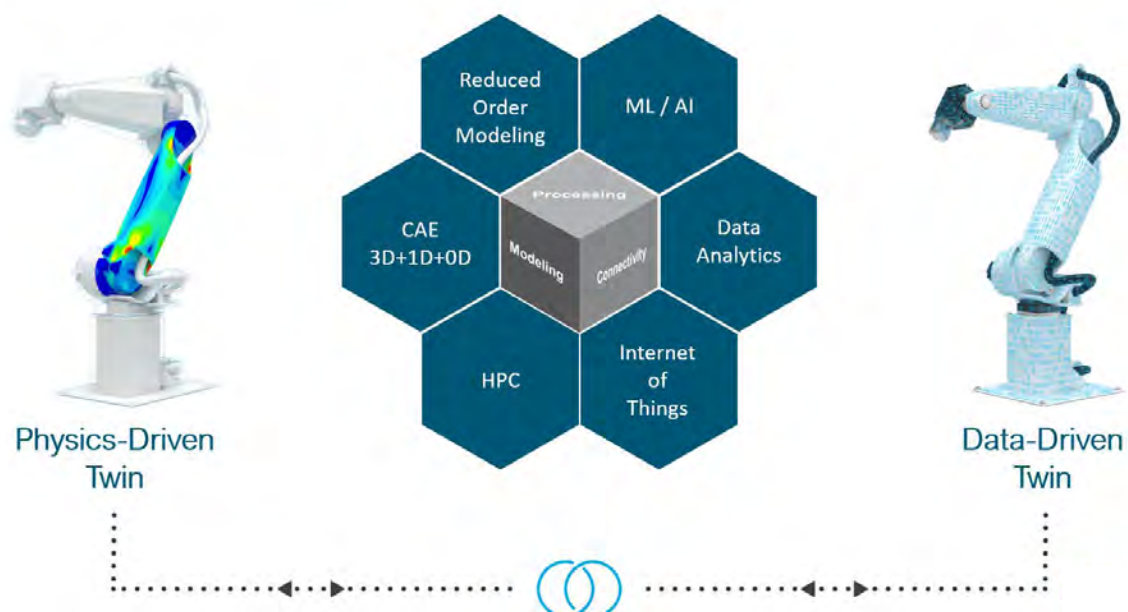 Reduced
Order
Modeling
ML / AI
Processing
CAE
3D+1D+0D
Modeling
Connectivity
Data
Analytics
HPC
Internet
of
Things
Physics-Driven
Twin
Data-Driven
Twin